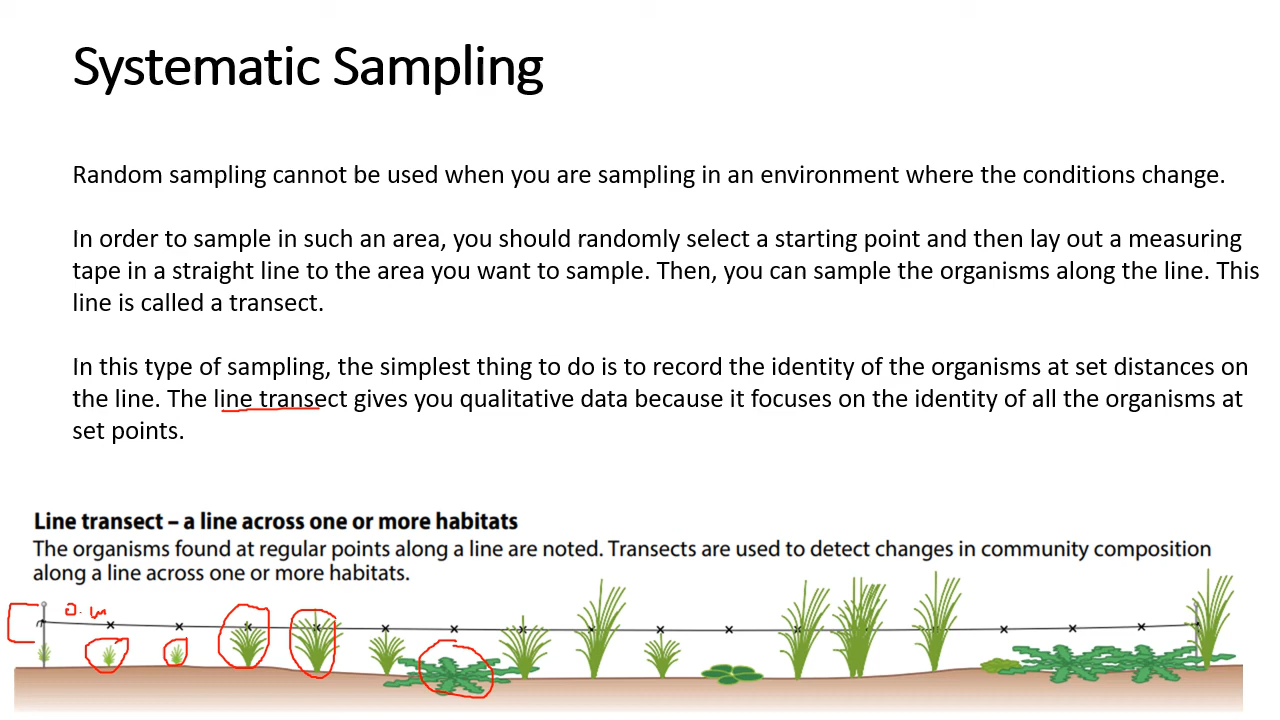 Systematic Sampling
Random sampling cannot be used when you are sampling in an environment where the conditions change.
In order to sample in such an area, you should randomly select a starting point and then lay out a measuring
tape in a straight line to the area you want to sample. Then, you can sample the organisms along the line. This
line is called a transect.
In this type of sampling, the simplest thing to do is to record the identity of the organisms at set distances on
the line. The line transect gives you qualitative data because it focuses on the identity of all the organisms at
set points.
Line transect – a line across one or more habitats
The organisms found at regular points along a line are noted. Transects are used to detect changes in community composition
along a line across one or more habitats.